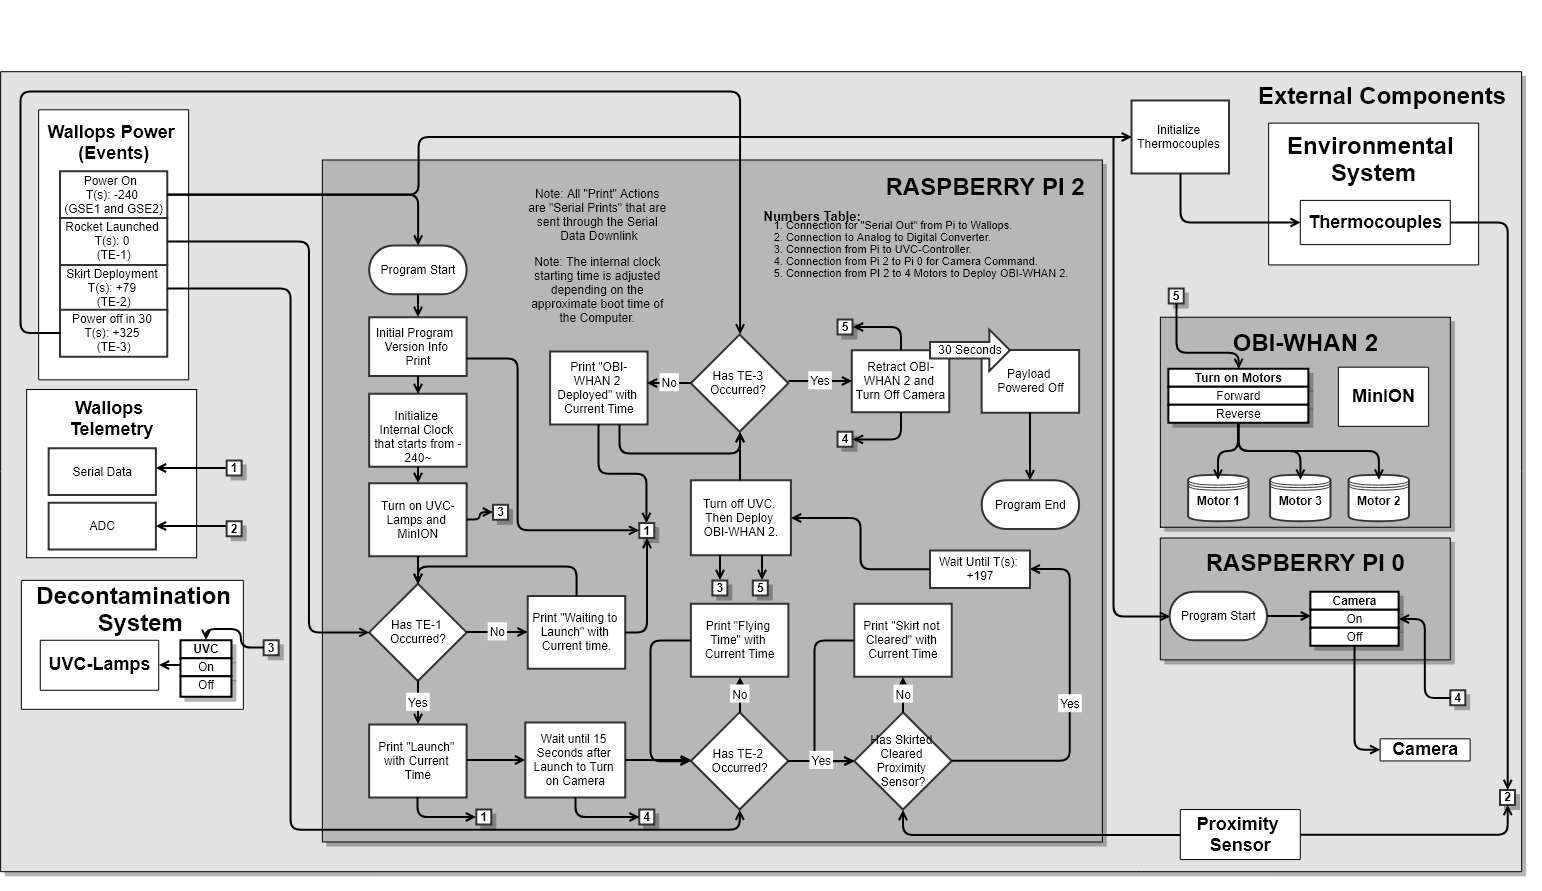 External Components
Wallops Power
(Events)
Power On
T(s): -240
(GSE1 and GSE2)
Rocket Launched
T(s): 0
(TE-1)
Skirt Deployment
T(s): +79
(TE-2)
Power off in 30
T(s): +325
(TE-3)
Wallops
Telemetry
Serial Data
1
ADC
2
Decontamination
System
UVC-Lamps
UVC
On
Off
3
RASPBERRY PI 2
Note: All "Print" Actions
are "Serial Prints" that are
sent through the Serial
Data Downlink
Note: The internal clock
starting time is adjusted
depending on the
approximate boot time of
the Computer.
Numbers Table:
1. Connection for "Serial Out" from Pi to Wallops.
2. Connection to Analog to Digital Converter.
3. Connection from Pi to UVC-Controller.
4. Connection from Pi 2 to Pi 0 for Camera Command.
5. Connection from PI 2 to 4 Motors to Deploy OBI-WHAN 2.
Program Start
Initial Program
Version Info
Print
Initialize
Internal Clock
that starts from -
240~
Turn on UVC-
Lamps and
MinION
3
1
Has TE-1
Occurred?
No
Print "Waiting to
Launch" with
Current time.
Yes
Print "Launch"
with Current
Time
1
Wait until 15
Seconds after
Launch to Turn
on Camera
4
Has TE-2
Occurred?
No
Print "Flying
Time" with
Current Time
Yes
Has Skirted
Cleared
Proximity
Sensor?
No
Print "Skirt not
Cleared" with
Current Time
Yes
Wait Until T(s):
+197
Turn off UVC.
Then Deploy
OBI-WHAN 2.
3
5
Has TE-3
Occurred?
No
Print "OBI-
WHAN 2
Deployed" with
Current Time
Yes
Retract OBI-
WHAN 2 and
Turn Off Camera
5
4
30 Seconds
Payload
Powered Off
Program End
Initialize
Thermocouples
Environmental
System
Thermocouples
5
OBI-WHAN 2
Turn on Motors
Forward
Reverse
MinION
Motor 1
Motor 3
Motor 2
RASPBERRY PI 0
Program Start
Camera
On
Off
4
Camera
2
Proximity
Sensor